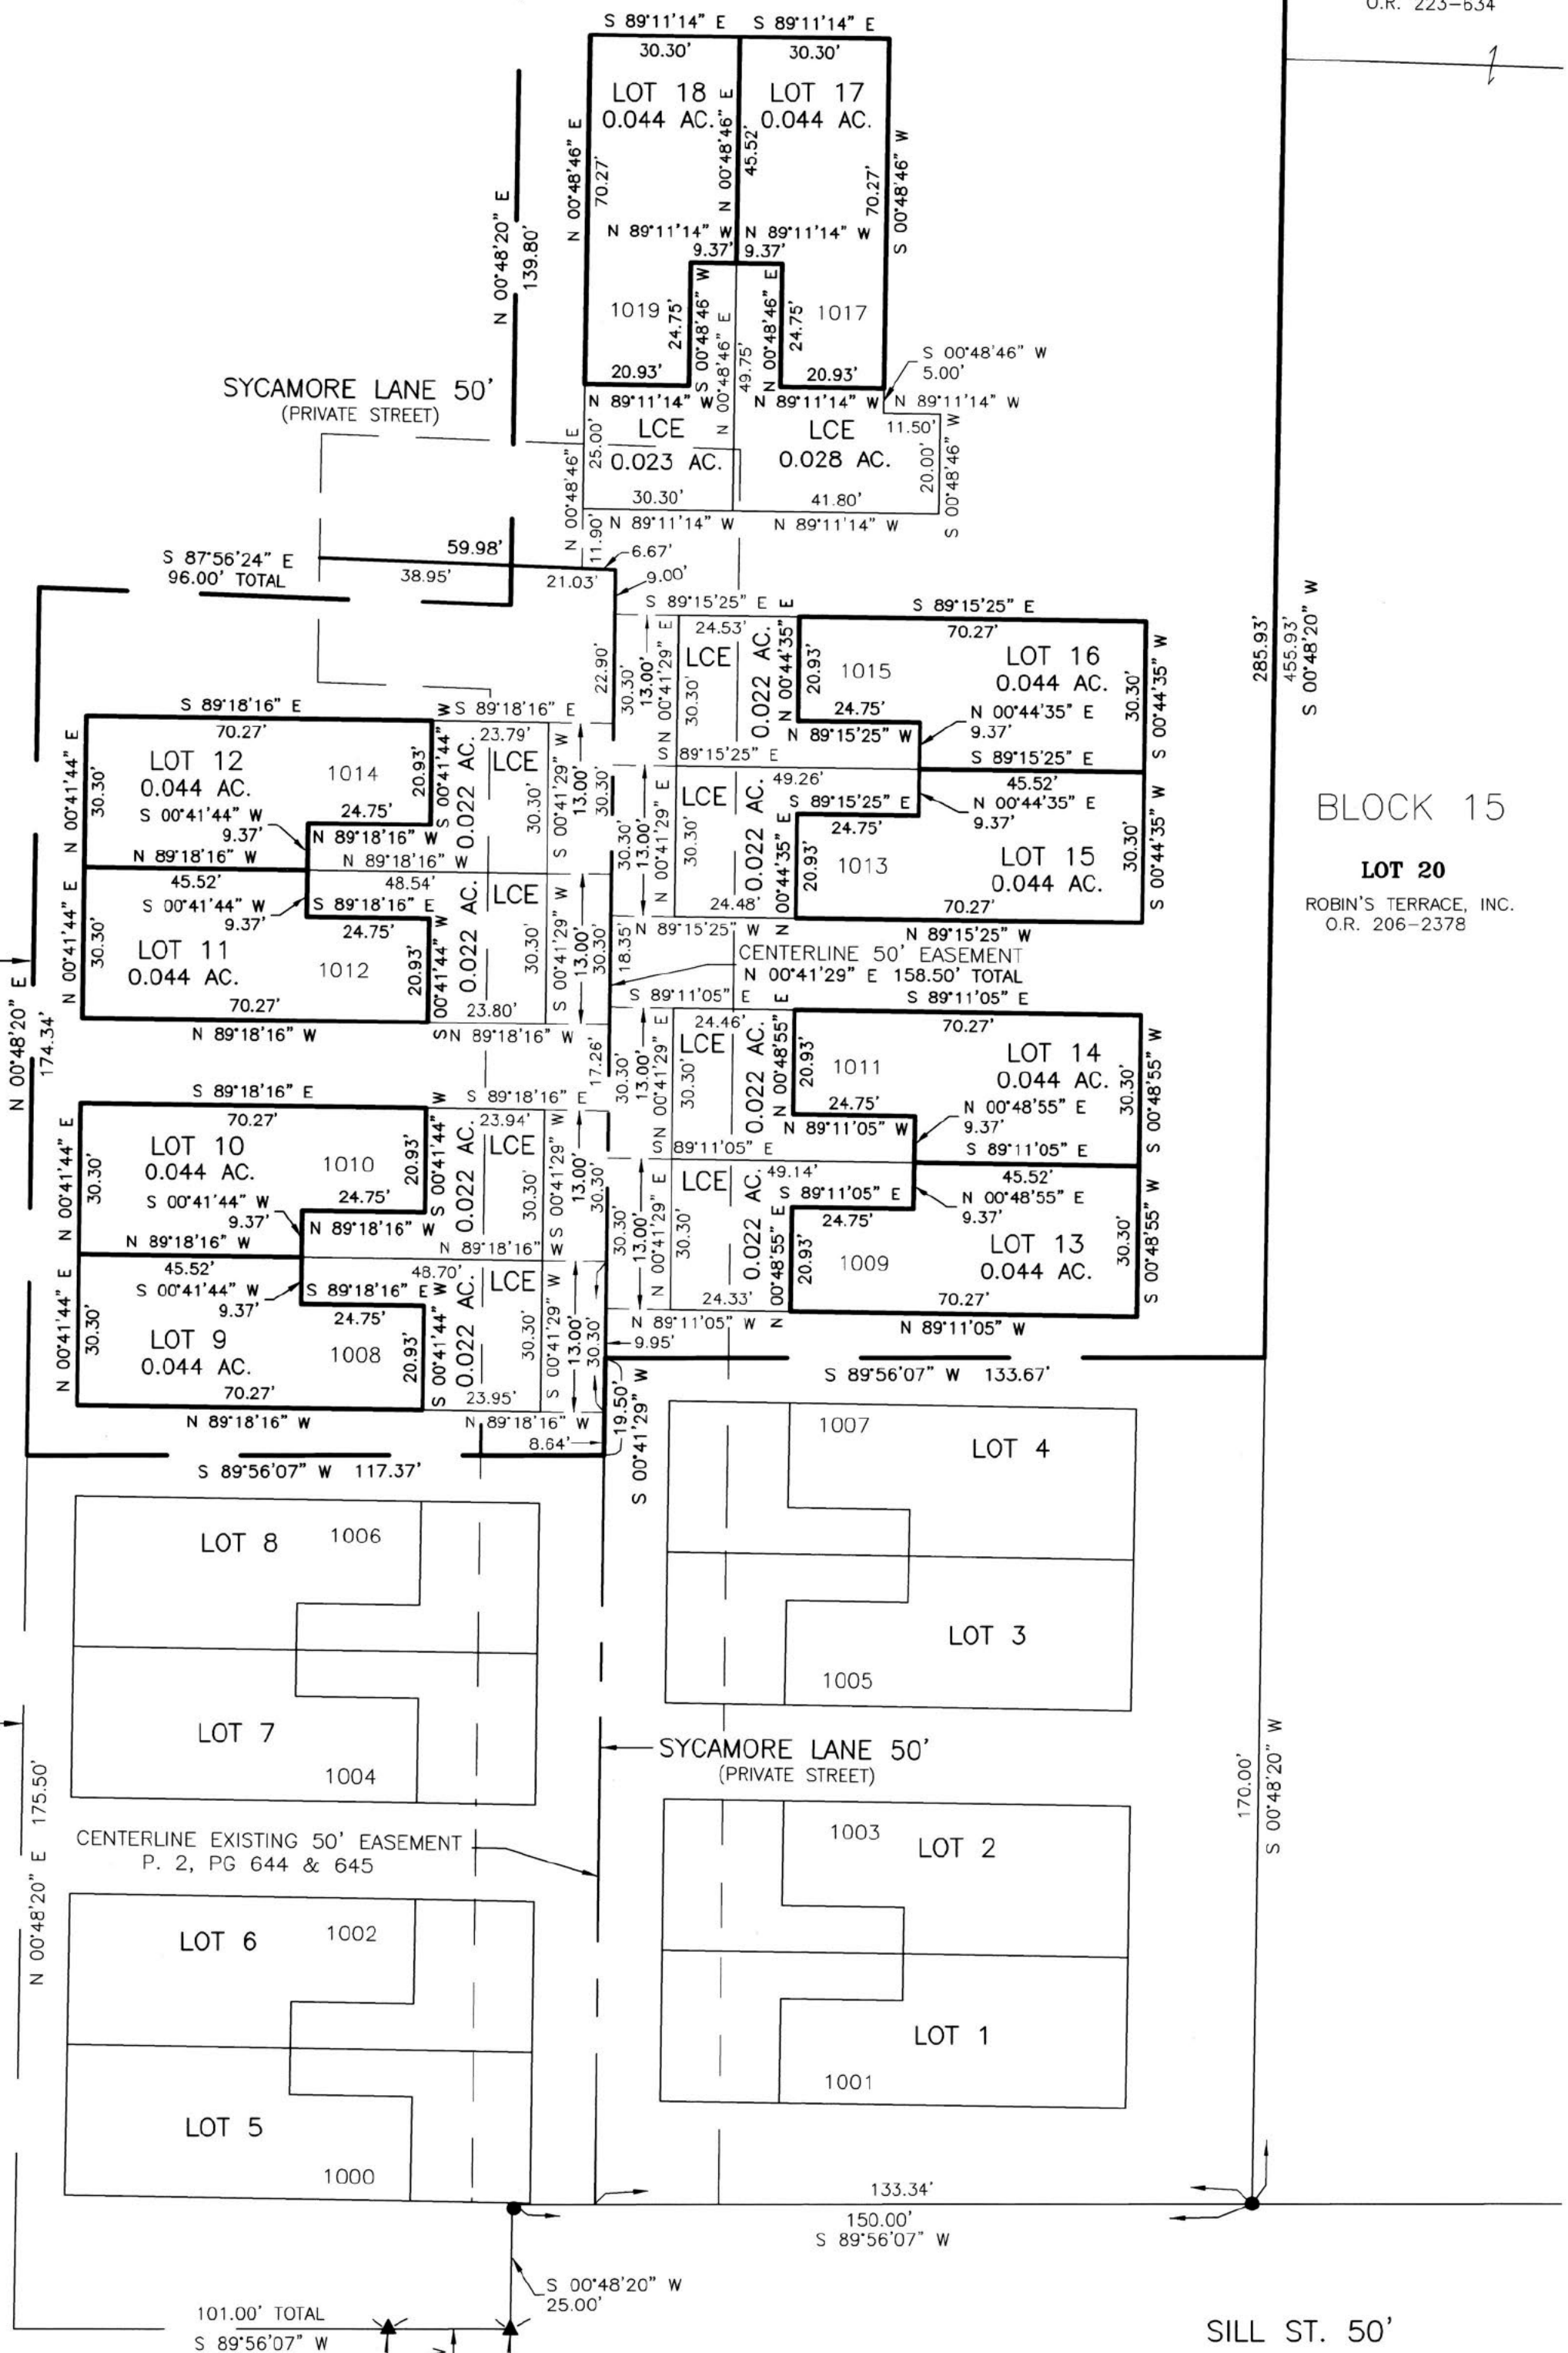 O.R. 223-634
S 89°11'14" E S 89°11'14" E
30.30' 30.30'
LOT 18 LOT 17
0.044 AC. 0.044 AC.
N 00°48'46" E
70.27'
N 00°48'46" E
45.52'
70.27'
S 00°48'46" W
N 00°48'20" E
139.80'
N 89°11'14" W N 89°11'14" W
9.37' 9.37'
1019 1017
24.75'
S 00°48'46" W
N 00°48'46" E
49.75'
N 00°48'46" E
24.75'
20.93' 20.93'
S 00°48'46" W
5.00'
SYCAMORE LANE 50'
(PRIVATE STREET)
N 89°11'14" W N 89°11'14" W N 89°11'14" W
LCE LCE 11.50'
0.023 AC. 0.028 AC.
N 00°48'46" E
25.00'
20.00'
S 00°48'46" W
30.30' 41.80'
N 89°11'14" W N 89°11'14" W
N
11.90'
S 87°56'24" E
96.00' TOTAL
59.98'
38.95'
21.03'
6.67'
9.00'
S 89°15'25" E S 89°15'25" E
24.53' 70.27'
LCE
0.022 AC.
N 00°44'35" E
20.93'
1015
LOT 16
0.044 AC.
22.90'
30.30'
13.00'
N 00°41'29" E
30.30'
30.30'
S 00°44'35" W
24.75'
N 00°44'35" E
9.37'
N 89°15'25" W
S 89°15'25" E S 89°15'25" E
285.93'
455.93'
S 00°48'20" W
S 89°18'16" E S 89°18'16" E
70.27' 23.79'
LOT 12
0.044 AC.
1014
LCE
N 00°41'44" E
30.30'
20.93'
S 00°41'44" W
0.022 AC.
30.30'
S 00°41'29" W
13.00'
30.30'
S 00°41'44" W
9.37'
24.75'
N 89°18'16" W
N 89°18'16" W N 89°18'16" W
49.26' 45.52'
LCE
0.022 AC.
S 89°15'25" E
N 00°44'35" E
9.37'
24.75'
30.30'
13.00'
N 00°41'29" E
30.30'
N 00°44'35" E
20.93'
1013
LOT 15
0.044 AC.
30.30'
S 00°44'35" W
24.48' 70.27'
N 89°15'25" W N 89°15'25" W
BLOCK 15
LOT 20
ROBIN'S TERRACE, INC.
O.R. 206-2378
45.52' 48.54'
S 00°41'44" W
9.37'
S 89°18'16" E
24.75'
LCE
LOT 11
0.044 AC.
1012
N 00°41'44" E
30.30'
20.93'
S 00°41'44" W
0.022 AC.
30.30'
S 00°41'29" W
13.00'
30.30'
18.35'
70.27' 23.80'
N 89°18'16" W N 89°18'16" W
CENTERLINE 50' EASEMENT
N 00°41'29" E 158.50' TOTAL
N 00°48'20" E
174.34'
17.26'
S 89°11'05" E S 89°11'05" E
24.46' 70.27'
LCE
0.022 AC.
1011
LOT 14
0.044 AC.
30.30'
13.00'
N 00°41'29" E
30.30'
N 00°48'55" E
20.93'
30.30'
S 00°48'55" W
24.75'
N 00°48'55" E
9.37'
N 89°11'05" W
S 89°11'05" E S 89°11'05" E
S 89°18'16" E S 89°18'16" E
70.27' 23.94'
LOT 10
0.044 AC.
1010
LCE
N 00°41'44" E
30.30'
20.93'
S 00°41'44" W
0.022 AC.
30.30'
S 00°41'29" W
13.00'
30.30'
S 00°41'44" W
9.37'
24.75'
N 89°18'16" W
N 89°18'16" W N 89°18'16" W
49.14' 45.52'
LCE
0.022 AC.
S 89°11'05" E
N 00°48'55" E
9.37'
24.75'
30.30'
13.00'
N 00°41'29" E
30.30'
N 00°48'55" E
20.93'
1009
LOT 13
0.044 AC.
30.30'
S 00°48'55" W
24.33' 70.27'
N 89°11'05" W N 89°11'05" W
45.52' 48.70'
S 00°41'44" W
9.37'
S 89°18'16" E
24.75'
LCE
LOT 9
0.044 AC.
1008
N 00°41'44" E
30.30'
20.93'
S 00°41'44" W
0.022 AC.
30.30'
S 00°41'29" W
13.00'
30.30'
70.27' 23.95'
N 89°18'16" W N 89°18'16" W
9.95'
S 89°56'07" W 133.67'
8.64'
19.50'
S 00°41'29" W
S 89°56'07" W 117.37'
1007
LOT 4
LOT 8 1006
LOT 3
1005
LOT 7
1004
SYCAMORE LANE 50'
(PRIVATE STREET)
N 00°48'20" E 175.50'
170.00'
S 00°48'20" W
CENTERLINE EXISTING 50' EASEMENT
P. 2, PG 644 & 645
1003
LOT 2
LOT 6 1002
LOT 1
1001
LOT 5
1000
133.34'
150.00'
S 89°56'07" W
S 00°48'20" W
25.00'
101.00' TOTAL
S 89°56'07" W
SILL ST. 50'